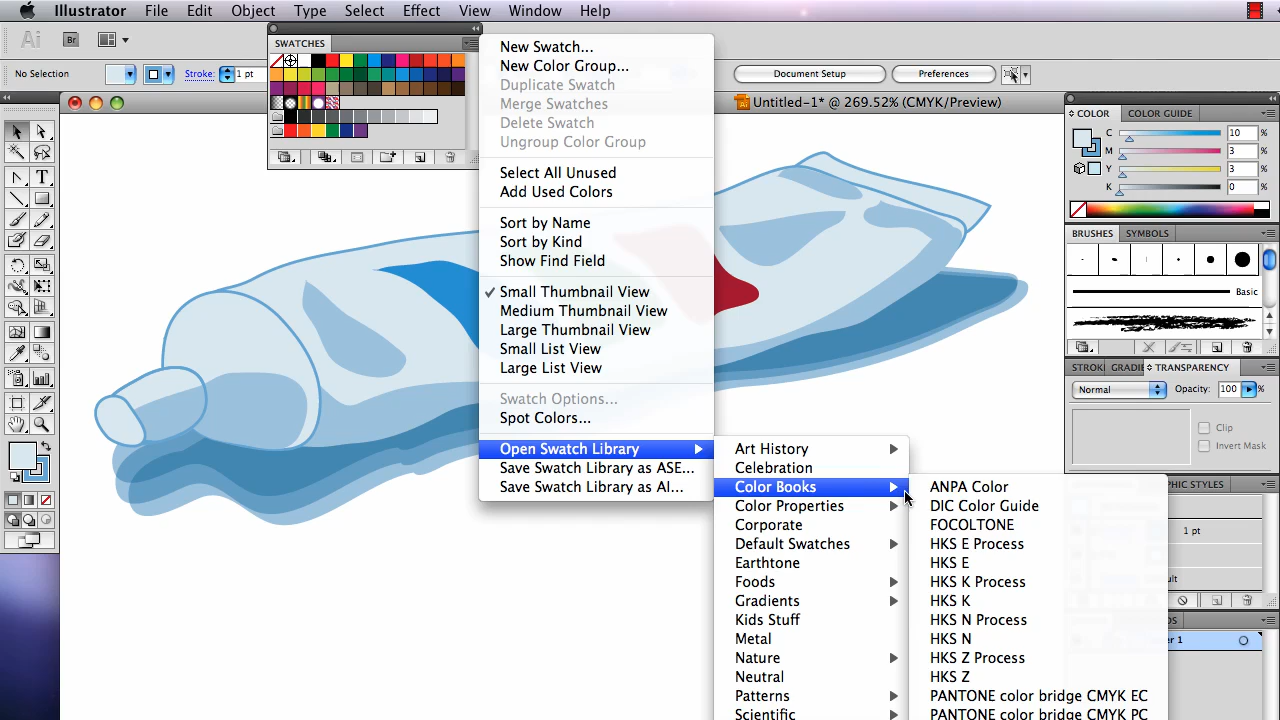 Illustrator File Edit Object Type Select Effect View Window Help
Ai Br
No Selection Stroke: 1 pt Document Setup Preferences
SWATCHES
Untitled-1* @ 269.52% (CMYK/Preview)
New Swatch...
New Color Group...
Duplicate Swatch
Merge Swatches
Delete Swatch
Ungroup Color Group
Select All Unused
Add Used Colors
Sort by Name
Sort by Kind
Show Find Field
✓ Small Thumbnail View
Medium Thumbnail View
Large Thumbnail View
Small List View
Large List View
Swatch Options...
Spot Colors...
Open Swatch Library
Save Swatch Library as ASE...
Save Swatch Library as AI...
Art History
Celebration
Color Books
Color Properties
Corporate
Default Swatches
Earthtone
Foods
Gradients
Kids Stuff
Metal
Nature
Neutral
Patterns
Scientific
ANPA Color
DIC Color Guide
FOCOLTONE
HKS E Process
HKS E
HKS K Process
HKS K
HKS N Process
HKS N
HKS Z Process
HKS Z
PANTONE color bridge CMYK EC
PANTONE color bridge CMYK PC
COLOR COLOR GUIDE
C 10 %
M 3 %
Y 3 %
K 0 %
BRUSHES SYMBOLS
Basic
STROK GRADIE TRANSPARENCY
Normal Opacity: 100 %
Clip
Invert Mask
PHIC STYLES
1 pt
ult
DS
er 1